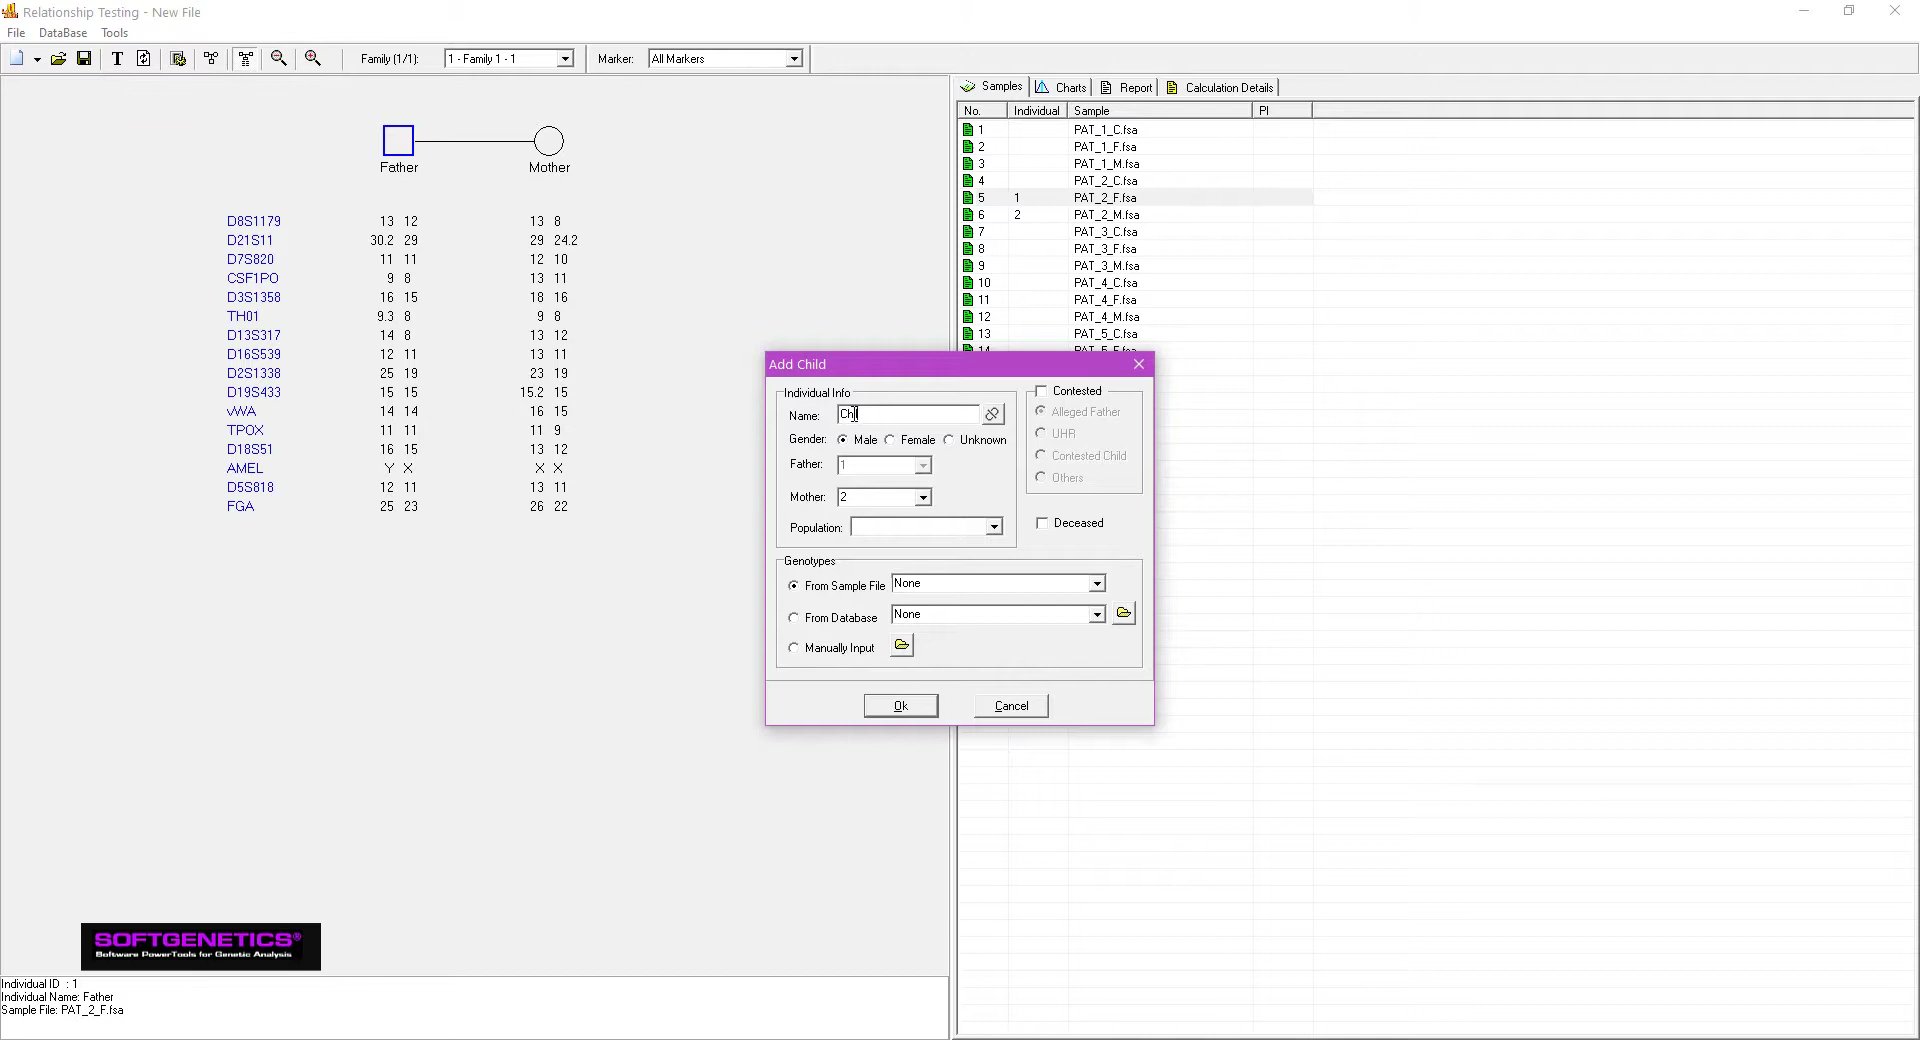 Relationship Testing - New File
File DataBase Tools
T Family (1/1): 1 - Family 1 - 1 Marker: All Markers
Samples Charts Report Calculation Details
No. Individual Sample PI
1 PAT_1_C.fsa
2 PAT_1_F.fsa
3 PAT_1_M.fsa
4 PAT_2_C.fsa
5 1 PAT_2_F.fsa
6 2 PAT_2_M.fsa
7 PAT_3_C.fsa
8 PAT_3_F.fsa
9 PAT_3_M.fsa
10 PAT_4_C.fsa
11 PAT_4_F.fsa
12 PAT_4_M.fsa
13 PAT_5_C.fsa
14 PAT_5_F.fsa
Father Mother
D8S1179 13 12 13 8
D21S11 30.2 29 29 24.2
D7S820 11 11 12 10
CSF1PO 9 8 13 11
D3S1358 16 15 18 16
TH01 9.3 8 9 8
D13S317 14 8 13 12
D16S539 12 11 13 11
D2S1338 25 19 23 19
D19S433 15 15 15.2 15
vWA 14 14 16 15
TPOX 11 11 11 9
D18S51 16 15 13 12
AMEL Y X X X
D5S818 12 11 13 11
FGA 25 23 26 22
Add Child
Individual Info
Name:
Gender: Male Female Unknown
Father: 1
Mother: 2
Population:
Contested
Alleged Father
UHR
Contested Child
Others
Deceased
Genotypes
From Sample File None
From Database None
Manually Input
Ok Cancel
SOFTGENETICS®
Software PowerTools for Genetic Analysis
Individual ID : 1
Individual Name: Father
Sample File: PAT_2_F.fsa